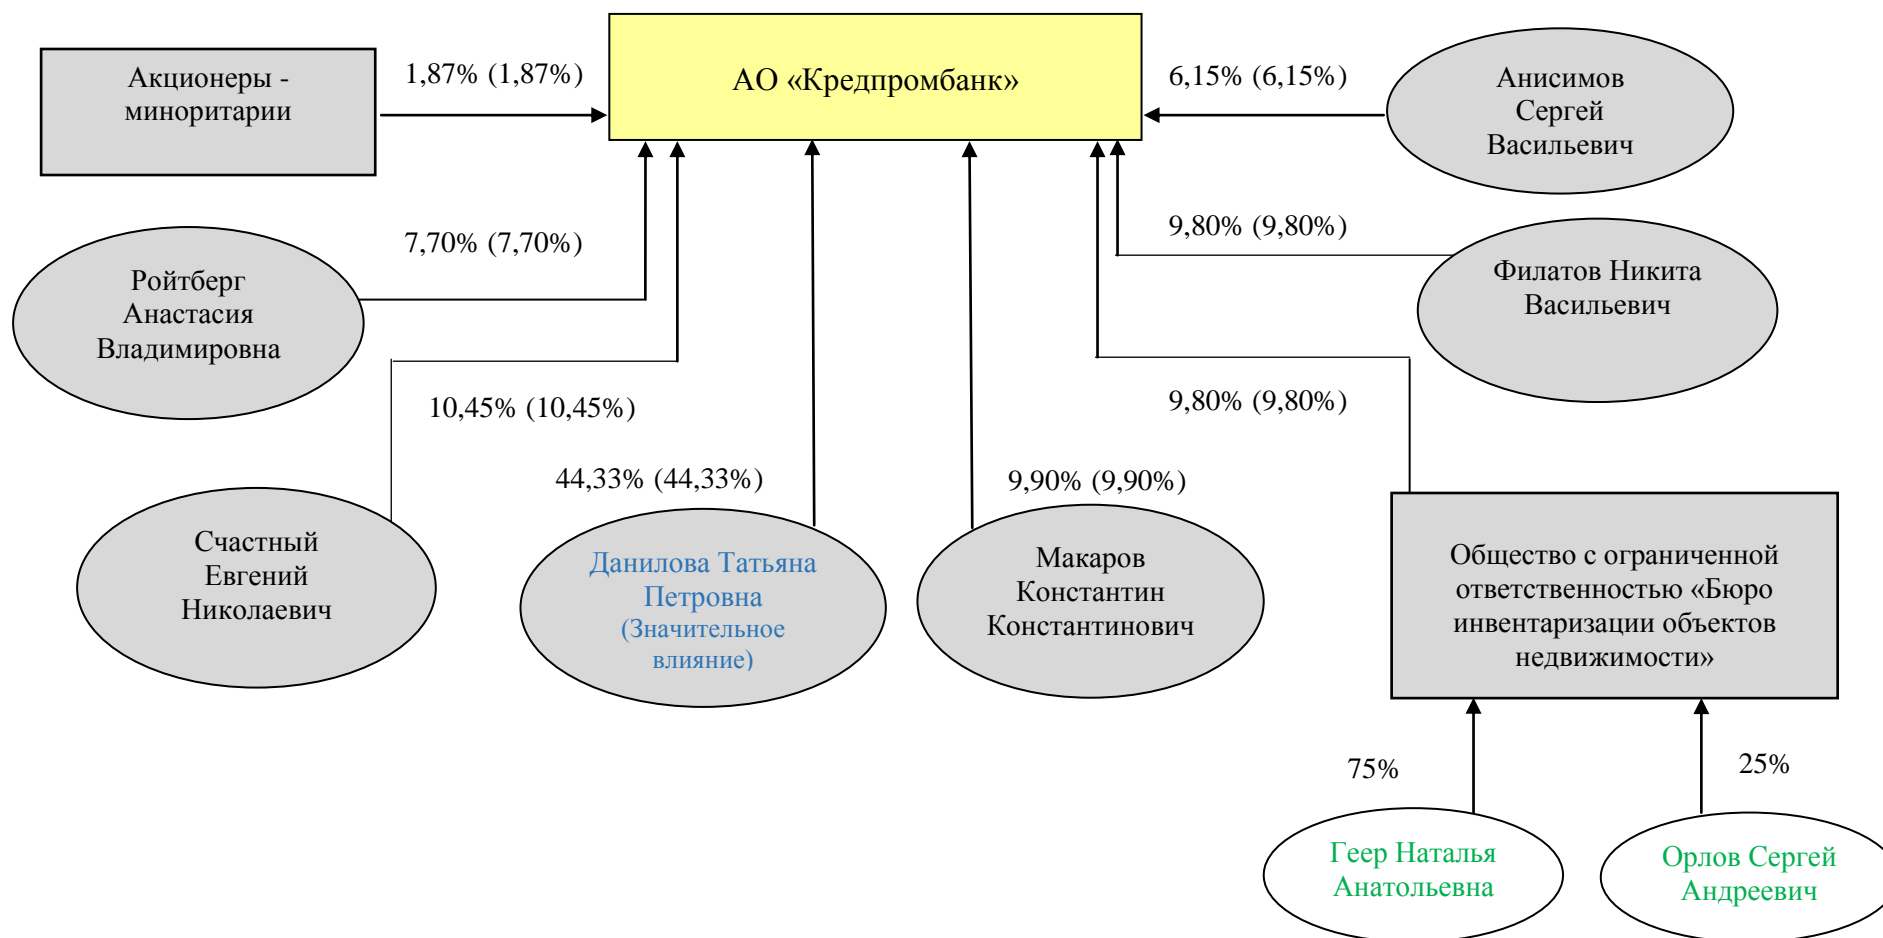 Акционеры -
миноритарии
1,87% (1,87%)
АО «Кредпромбанк»
6,15% (6,15%)
Анисимов
Сергей
Васильевич
Ройтберг
Анастасия
Владимировна
7,70% (7,70%)
9,80% (9,80%)
Филатов Никита
Васильевич
10,45% (10,45%)
9,80% (9,80%)
Счастный
Евгений
Николаевич
44,33% (44,33%)
Данилова Татьяна
Петровна
(Значительное
влияние)
9,90% (9,90%)
Макаров
Константин
Константинович
Общество с ограниченной
ответственностью «Бюро
инвентаризации объектов
недвижимости»
75%
25%
Геер Наталья
Анатольевна
Орлов Сергей
Андреевич